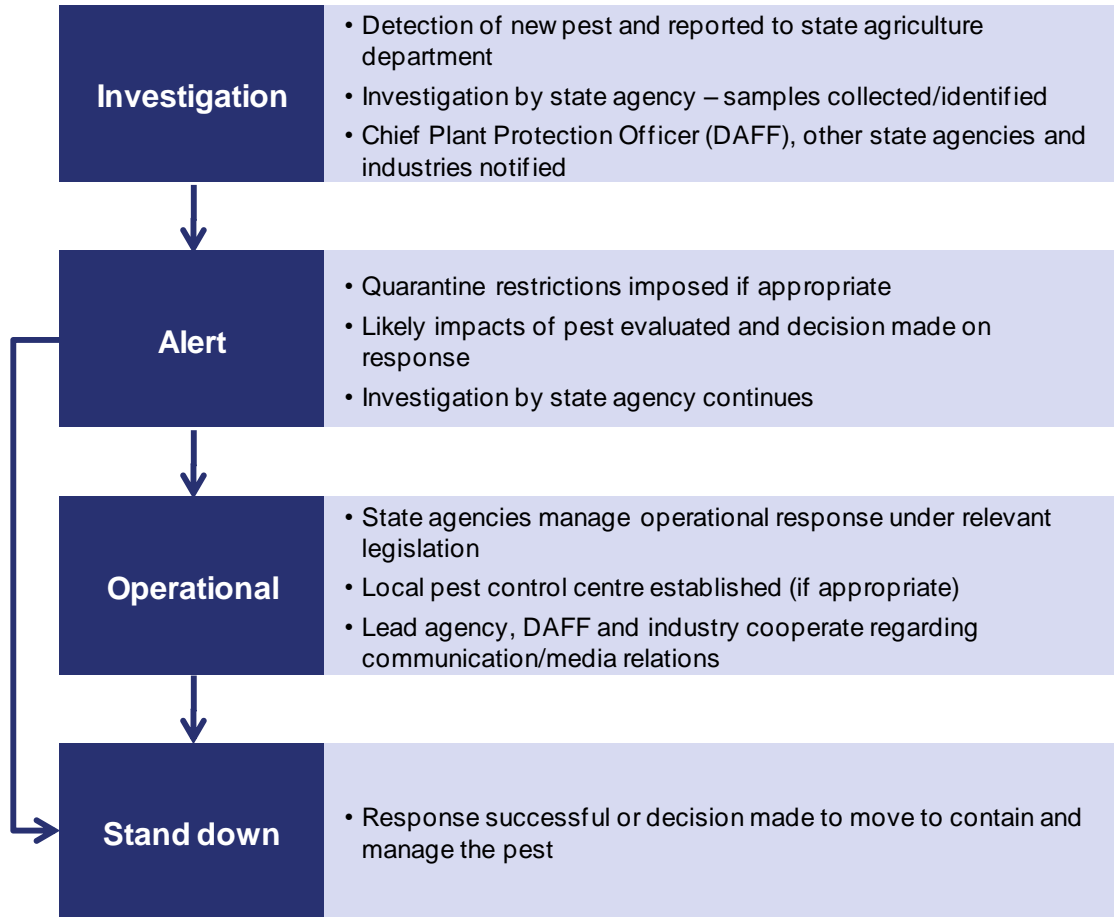 Investigation
• Detection of new pest and reported to state agriculture
department
• Investigation by state agency – samples collected/identified
• Chief Plant Protection Officer (DAFF), other state agencies and
industries notified
Alert
• Quarantine restrictions imposed if appropriate
• Likely impacts of pest evaluated and decision made on
response
• Investigation by state agency continues
Operational
• State agencies manage operational response under relevant
legislation
• Local pest control centre established (if appropriate)
• Lead agency, DAFF and industry cooperate regarding
communication/media relations
Stand down
• Response successful or decision made to move to contain and
manage the pest